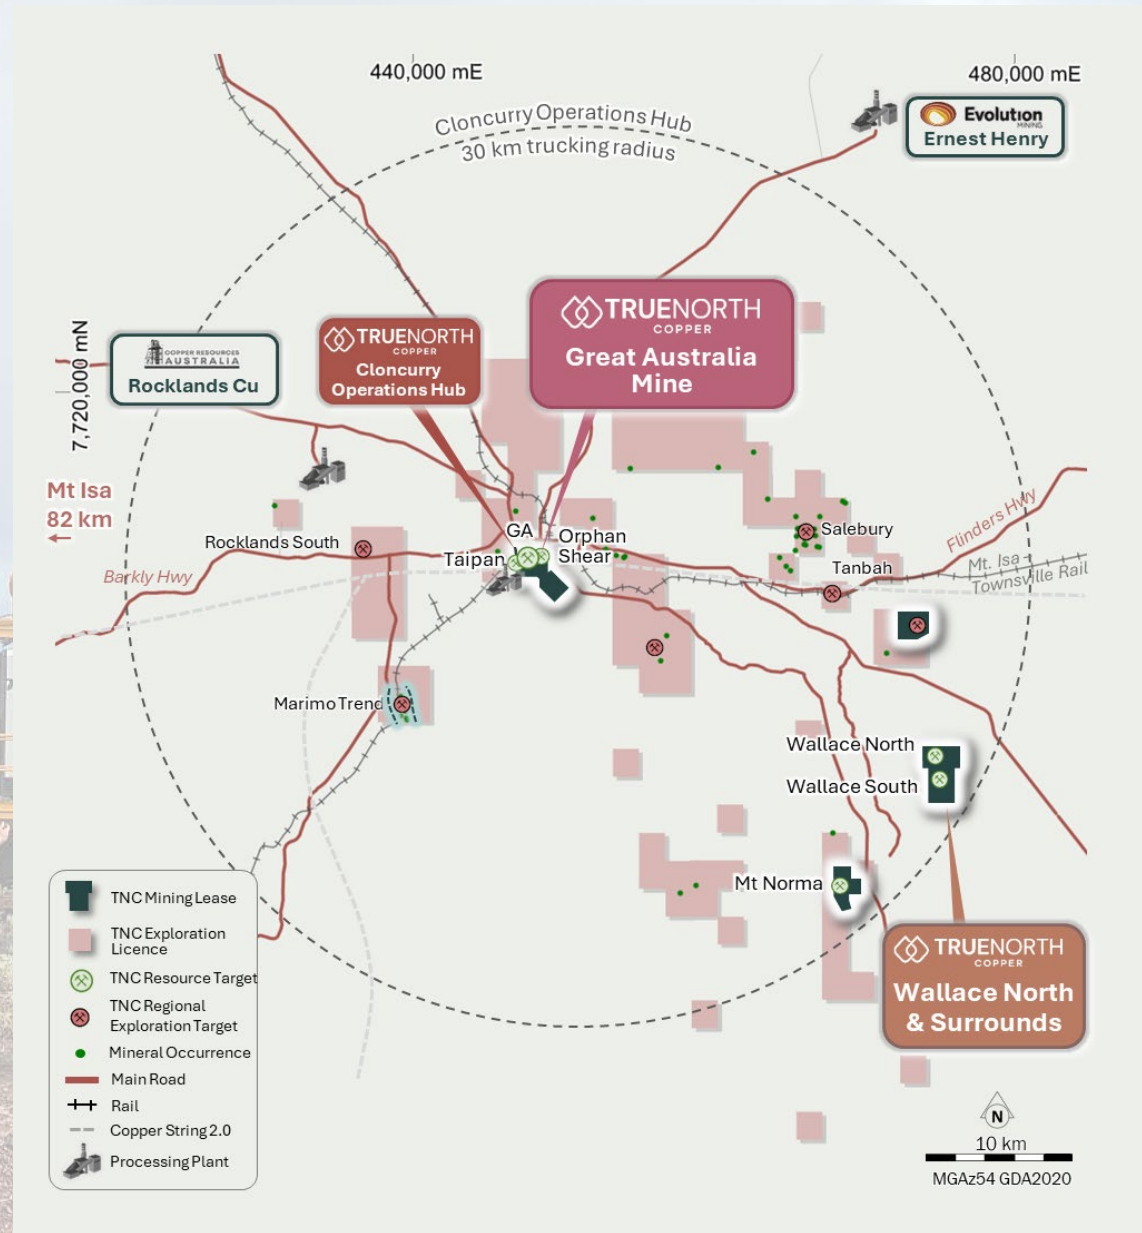 440,000 mE
480,000 mE
Cloncurry Operations Hub
30 km trucking radius
Evolution
MINING
Ernest Henry
7,720,000 mN
COPPER RESOURCES
AUSTRALIA
Rocklands Cu
TRUENORTH
COPPER
Cloncurry
Operations Hub
TRUENORTH
COPPER
Great Australia
Mine
Mt Isa
82 km
Rocklands South
Barkly Hwy
GA
Taipan
Orphan
Shear
Salebury
Flinders Hwy
Tanbah
Mt. Isa -
Townsville Rail
Marimo Trend
Wallace North
Wallace South
Mt Norma
TRUENORTH
COPPER
Wallace North
& Surrounds
TNC Mining Lease
TNC Exploration
Licence
TNC Resource Target
TNC Regional
Exploration Target
Mineral Occurrence
Main Road
Rail
Copper String 2.0
Processing Plant
N
10 km
MGAz54 GDA2020